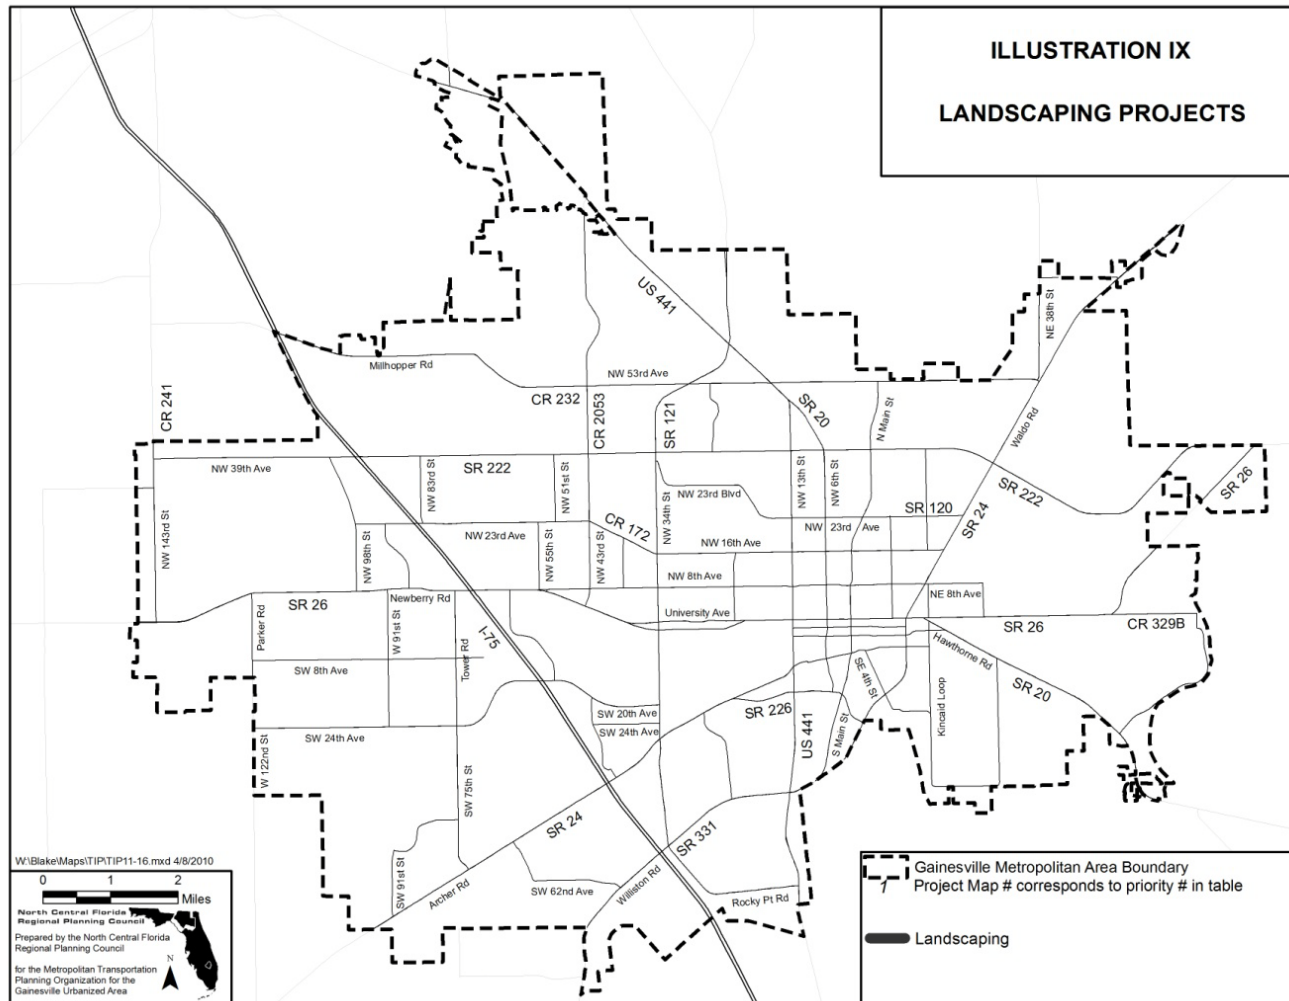 ILLUSTRATION IX
LANDSCAPING PROJECTS
US 441
NE 38th St
Millhopper Rd
NW 53rd Ave
CR 232
CR 241
CR 2053
SR 121
SR 20
N Main St
Waldo Rd
NW 39th Ave
SR 222
NW 83rd St
NW 51st St
NW 34th St
NW 23rd Blvd
NW 13th St
NW 6th St
SR 120
SR 222
SR 26
SR 24
NW 143rd St
NW 98th St
NW 23rd Ave
NW 55th St
NW 43rd St
CR 172
NW 23rd Ave
NW 16th Ave
NW 8th Ave
NE 8th Ave
SR 26
Newberry Rd
University Ave
SR 26
CR 329B
Parker Rd
W 91st St
Tower Rd
I-75
Hawthorne Rd
SR 20
SW 8th Ave
SE 4th St
Kincaid Loop
SW 20th Ave
SW 24th Ave
SR 226
US 441
S Main St
SW 24th Ave
W 122nd St
SW 75th St
SR 24
SR 331
SW 91st St
Archer Rd
SW 62nd Ave
Williston Rd
Rocky Pt Rd
W:\Blake\Maps\TIP\TIP11-16.mxd 4/8/2010
0 1 2
Miles
North Central Florida
Regional Planning Council
Prepared by the North Central Florida
Regional Planning Council
N
for the Metropolitan Transportation
Planning Organization for the
Gainesville Urbanized Area
Gainesville Metropolitan Area Boundary
1 Project Map # corresponds to priority # in table
Landscaping